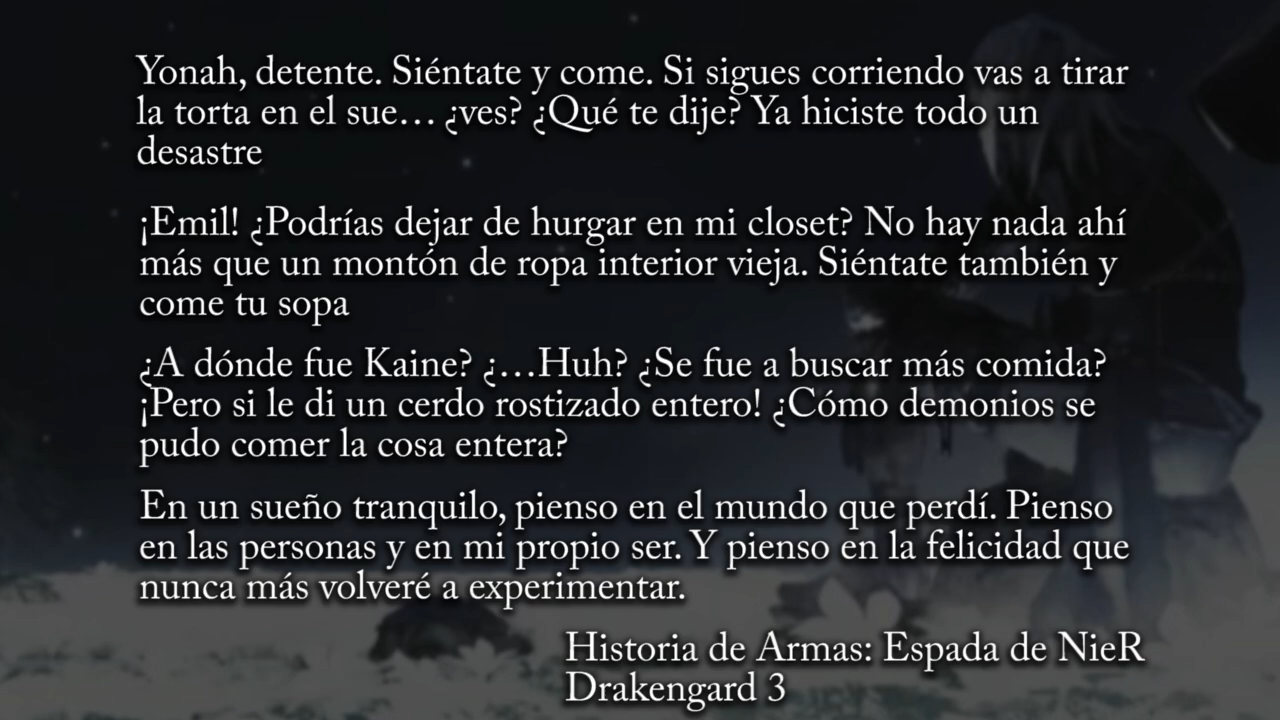 Yonah, detente. Siéntate y come. Si sigues corriendo vas a tirar
la torta en el sue… ¿ves? ¿Qué te dije? Ya hiciste todo un
desastre
¡Emil! ¿Podrías dejar de hurgar en mi closet? No hay nada ahí
más que un montón de ropa interior vieja. Siéntate también y
come tu sopa
¿A dónde fue Kaine? ¿…Huh? ¿Se fue a buscar más comida?
¡Pero si le di un cerdo rostizado entero! ¿Cómo demonios se
pudo comer la cosa entera?
En un sueño tranquilo, pienso en el mundo que perdí. Pienso
en las personas y en mi propio ser. Y pienso en la felicidad que
nunca más volveré a experimentar.
Historia de Armas: Espada de NieR
Drakengard 3